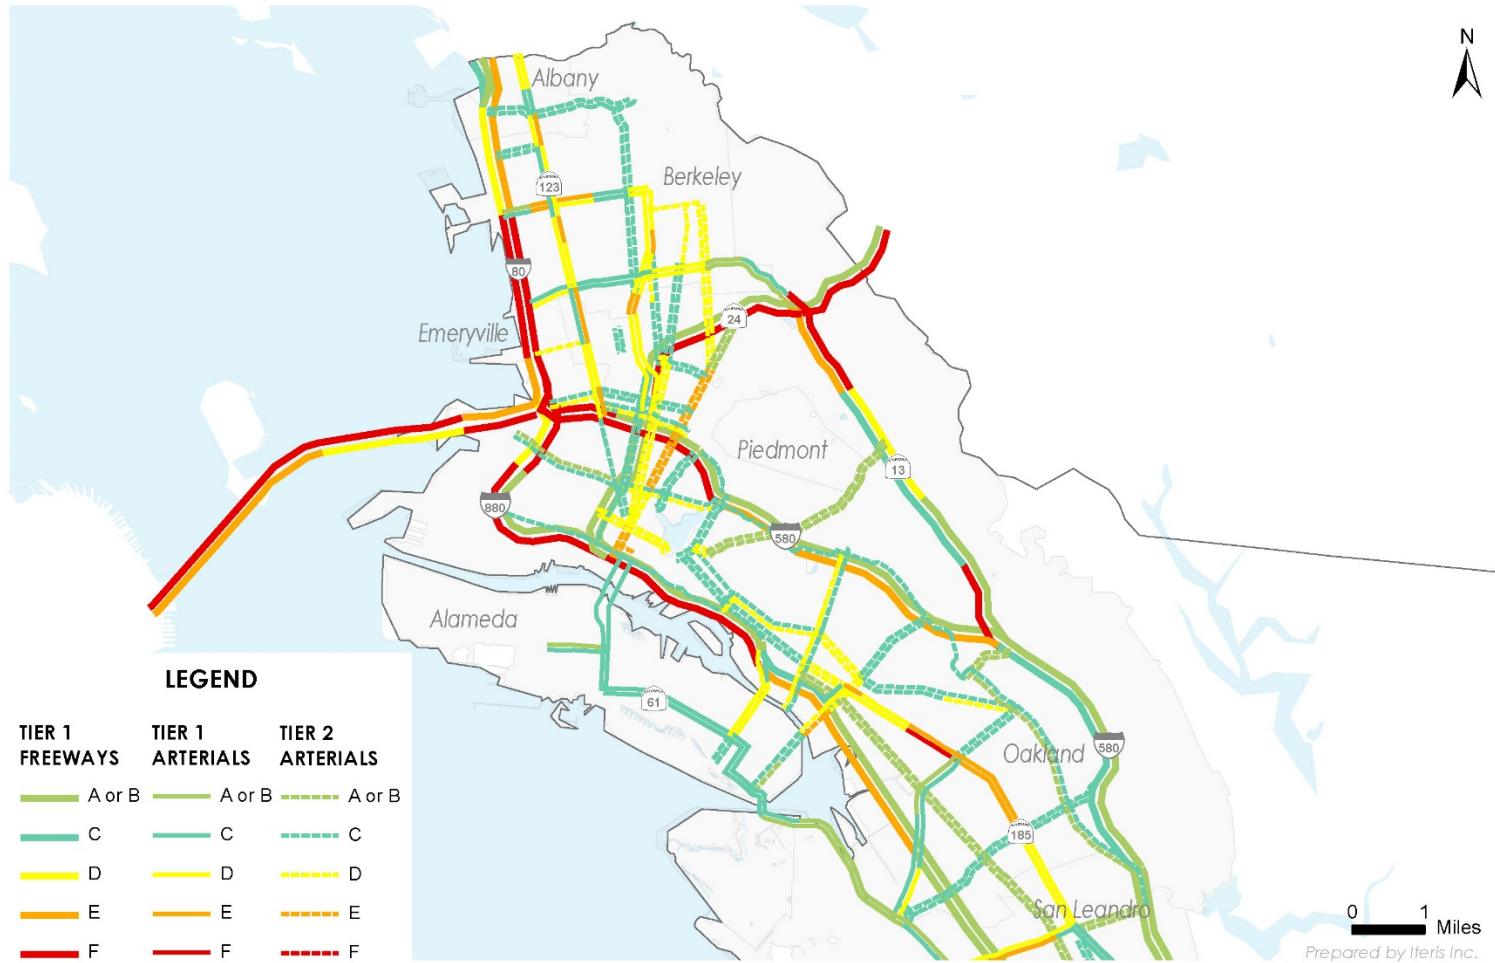 N
Albany
Berkeley
123
80
24
Emeryville
Piedmont
13
880
580
Alameda
61
LEGEND
TIER 1 FREEWAYS
TIER 1 ARTERIALS
TIER 2 ARTERIALS
A or B
A or B
A or B
C
C
C
D
D
D
E
E
E
F
F
F
Oakland
580
185
San Leandro
0 1
Miles
Prepared by Iteris Inc.